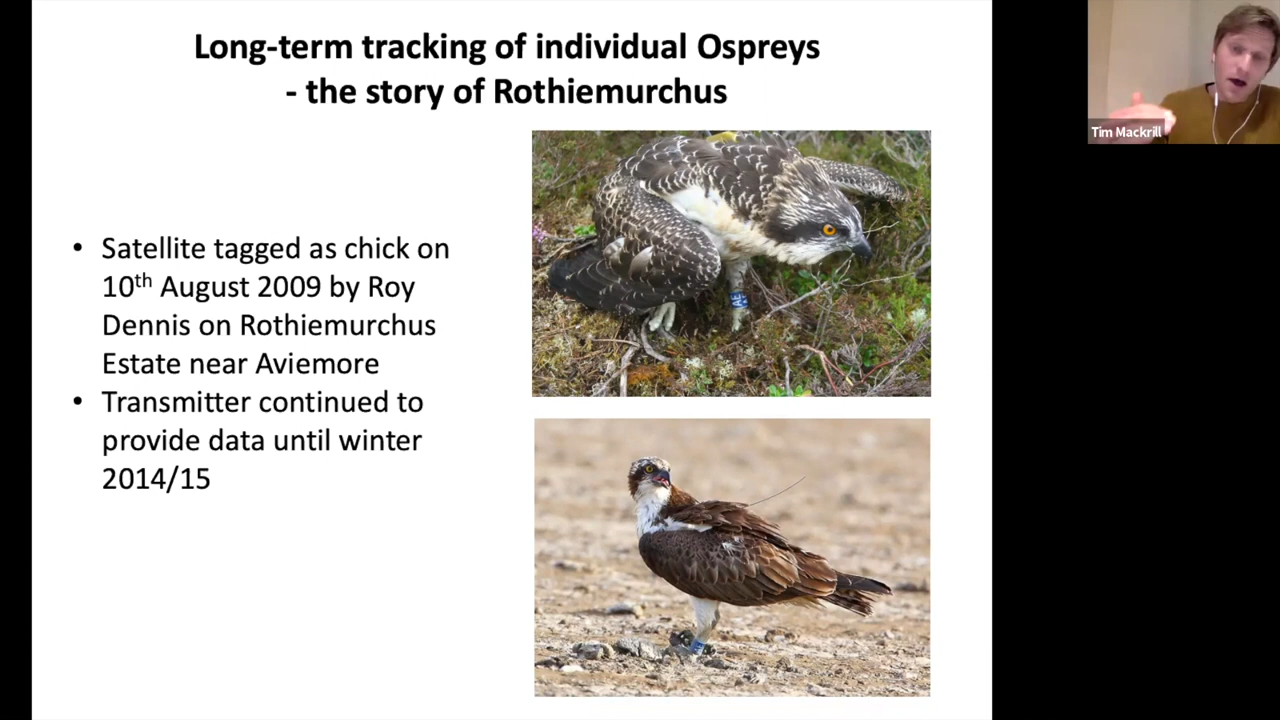 Long-term tracking of individual Ospreys
- the story of Rothiemurchus
• Satellite tagged as chick on
10th August 2009 by Roy
Dennis on Rothiemurchus
Estate near Aviemore
• Transmitter continued to
provide data until winter
2014/15
Tim Mackrill